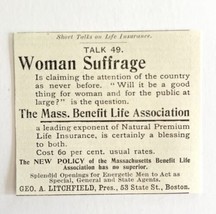 Short Talks on Life Insurance.
TALK 49.
Woman Suffrage
Is claiming the attention of the country
as never before. "Will it be a good
thing for woman and for the public at
large?" is the question.
The Mass. Benefit Life Association
a leading exponent of Natural Premium
Life Insurance, is certainly a blessing
to both.
Cost 60 per cent. usual rates.
The NEW POLICY of the Massachusetts Benefit Life
Association has no superior.
Splendid Openings for Energetic Men to Act as
Special, General and State Agents.
GEO. A. LITCHFIELD, Pres., 53 State St., Boston.